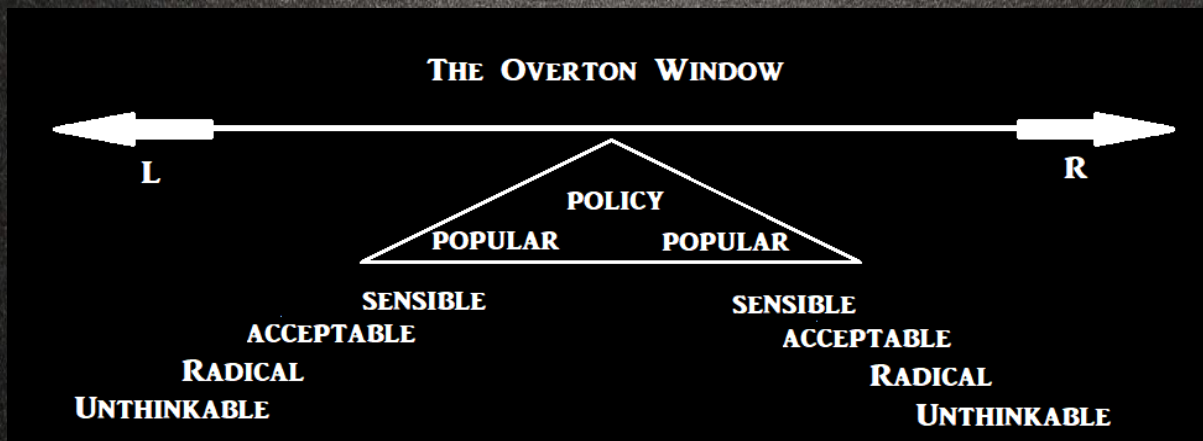 The Overton Window
L R
policy
popular popular
sensible sensible
acceptable acceptable
Radical Radical
Unthinkable Unthinkable